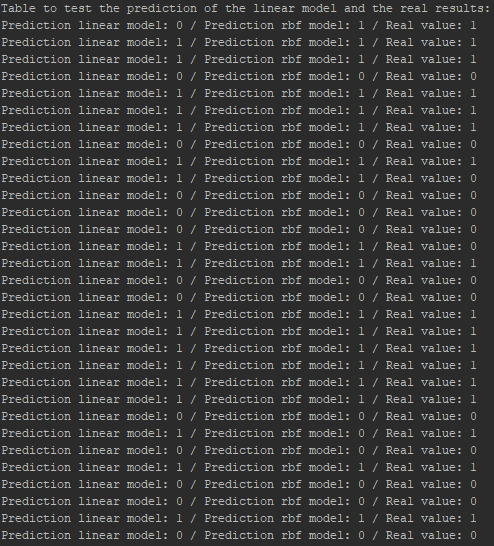 Table to test the prediction of the linear model and the real results:
Prediction linear model: 0 / Prediction rbf model: 1 / Real value: 1
Prediction linear model: 1 / Prediction rbf model: 1 / Real value: 1
Prediction linear model: 1 / Prediction rbf model: 1 / Real value: 1
Prediction linear model: 0 / Prediction rbf model: 0 / Real value: 0
Prediction linear model: 1 / Prediction rbf model: 1 / Real value: 1
Prediction linear model: 1 / Prediction rbf model: 1 / Real value: 1
Prediction linear model: 1 / Prediction rbf model: 1 / Real value: 1
Prediction linear model: 0 / Prediction rbf model: 0 / Real value: 0
Prediction linear model: 1 / Prediction rbf model: 1 / Real value: 1
Prediction linear model: 1 / Prediction rbf model: 1 / Real value: 0
Prediction linear model: 0 / Prediction rbf model: 0 / Real value: 0
Prediction linear model: 0 / Prediction rbf model: 0 / Real value: 0
Prediction linear model: 0 / Prediction rbf model: 0 / Real value: 0
Prediction linear model: 1 / Prediction rbf model: 1 / Real value: 0
Prediction linear model: 1 / Prediction rbf model: 1 / Real value: 1
Prediction linear model: 0 / Prediction rbf model: 0 / Real value: 0
Prediction linear model: 0 / Prediction rbf model: 0 / Real value: 0
Prediction linear model: 1 / Prediction rbf model: 1 / Real value: 1
Prediction linear model: 1 / Prediction rbf model: 1 / Real value: 1
Prediction linear model: 1 / Prediction rbf model: 1 / Real value: 1
Prediction linear model: 1 / Prediction rbf model: 1 / Real value: 1
Prediction linear model: 1 / Prediction rbf model: 1 / Real value: 1
Prediction linear model: 1 / Prediction rbf model: 1 / Real value: 1
Prediction linear model: 0 / Prediction rbf model: 0 / Real value: 0
Prediction linear model: 1 / Prediction rbf model: 0 / Real value: 1
Prediction linear model: 0 / Prediction rbf model: 0 / Real value: 0
Prediction linear model: 1 / Prediction rbf model: 1 / Real value: 1
Prediction linear model: 0 / Prediction rbf model: 0 / Real value: 0
Prediction linear model: 0 / Prediction rbf model: 0 / Real value: 0
Prediction linear model: 1 / Prediction rbf model: 1 / Real value: 1
Prediction linear model: 0 / Prediction rbf model: 0 / Real value: 0